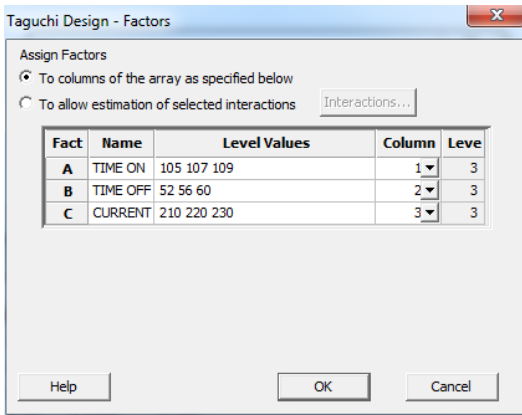 Taguchi Design - Factors
x
Assign Factors
To columns of the array as specified below
To allow estimation of selected interactions Interactions...
Fact Name Level Values Column Leve
A TIME ON 105 107 109 1 3
B TIME OFF 52 56 60 2 3
C CURRENT 210 220 230 3 3
Help OK Cancel